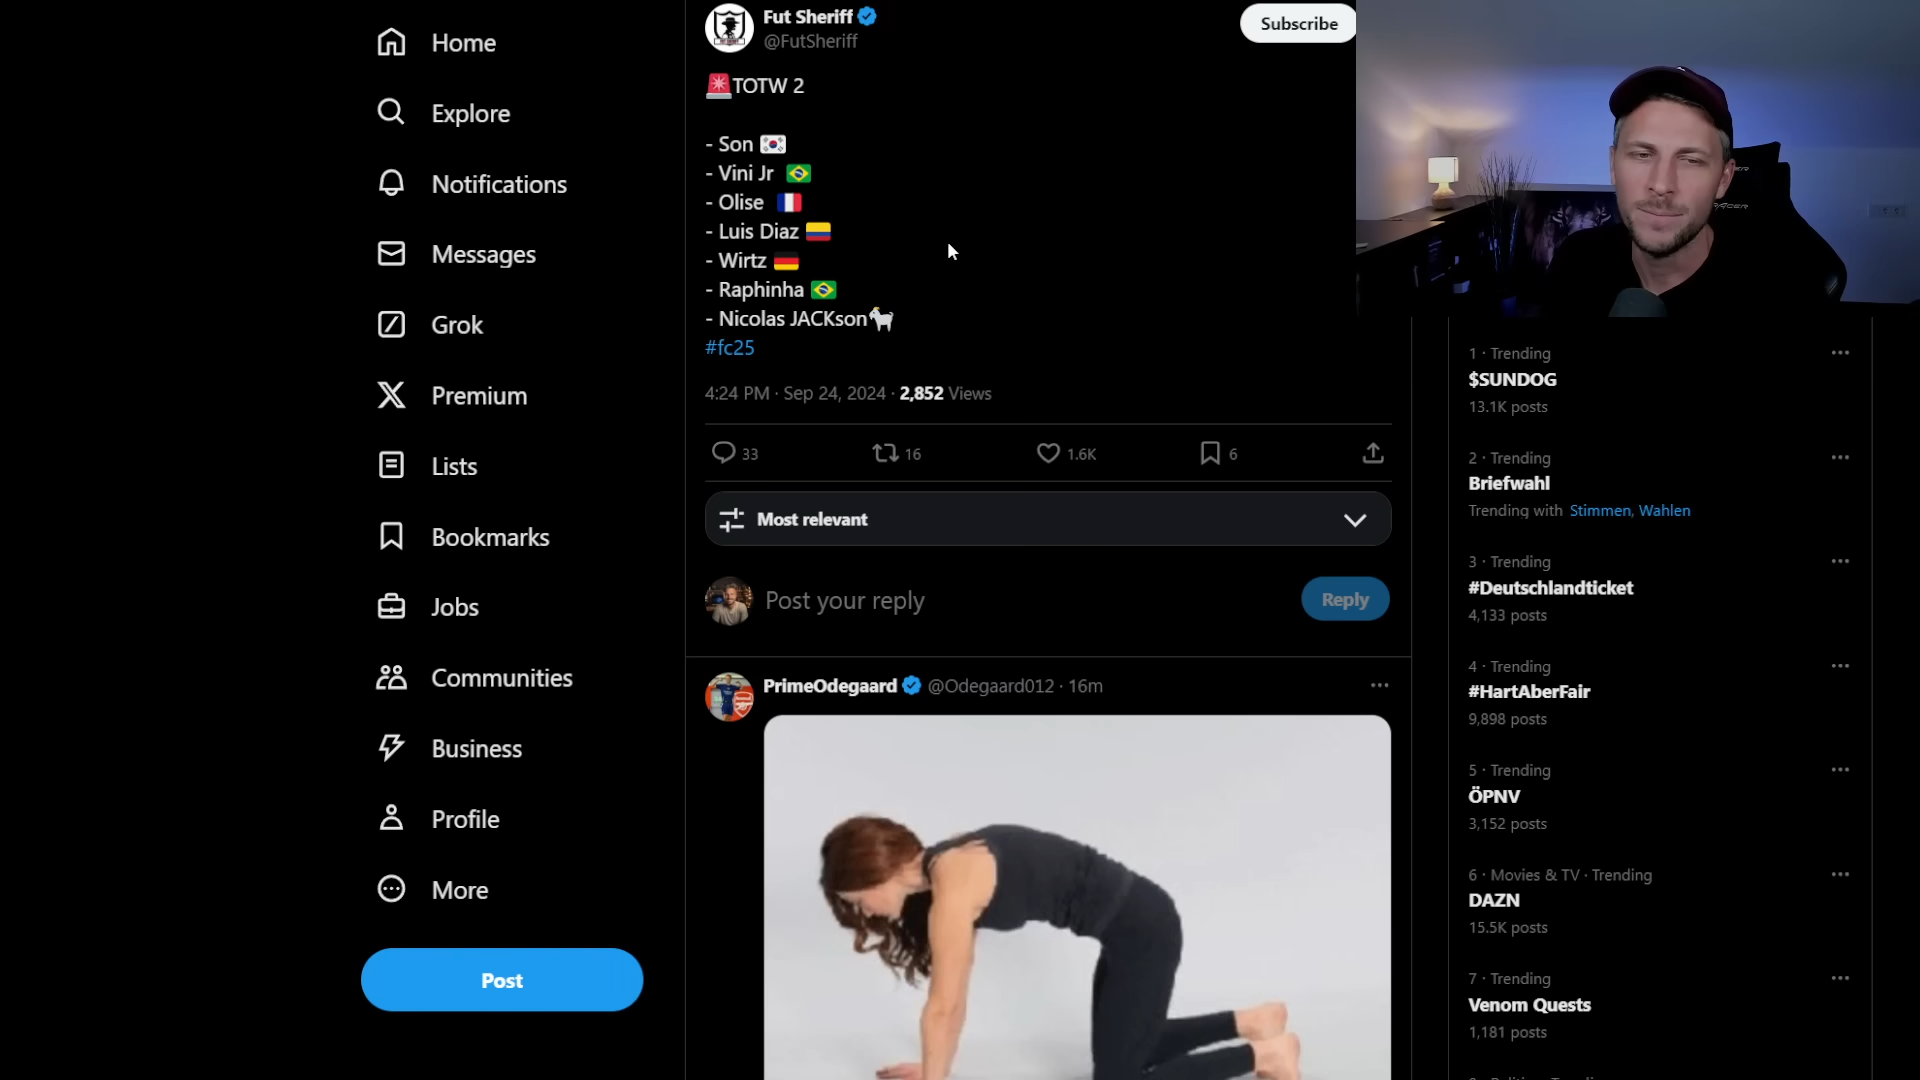 Home
Explore
Notifications
Messages
Grok
Premium
Lists
Bookmarks
Jobs
Communities
Business
Profile
More
Post
Fut Sheriff
@FutSheriff
Subscribe
🚨TOTW 2
- Son 🇰🇷
- Vini Jr 🇧🇷
- Olise 🇫🇷
- Luis Diaz 🇨🇴
- Wirtz 🇩🇪
- Raphinha 🇧🇷
- Nicolas JACKson🐐
#fc25
4:24 PM · Sep 24, 2024 · 2,852 Views
33 16 1.6K 6
Most relevant
Post your reply
Reply
PrimeOdegaard @Odegaard012 · 16m
1 · Trending
$SUNDOG
13.1K posts
2 · Trending
Briefwahl
Trending with Stimmen, Wahlen
3 · Trending
#Deutschlandticket
4,133 posts
4 · Trending
#HartAberFair
9,898 posts
5 · Trending
ÖPNV
3,152 posts
6 · Movies & TV · Trending
DAZN
15.5K posts
7 · Trending
Venom Quests
1,181 posts